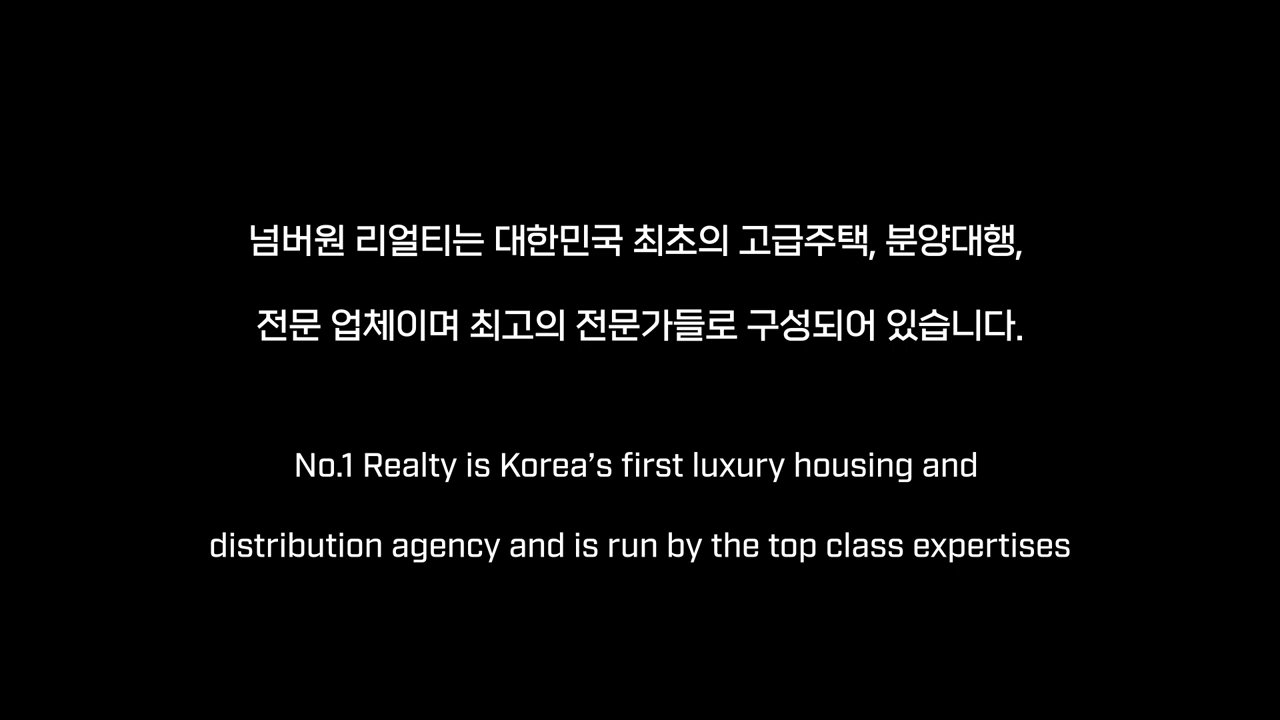 넘버원 리얼티는 대한민국 최초의 고급주택, 분양대행,
전문 업체이며 최고의 전문가들로 구성되어 있습니다.
No.1 Realty is Korea’s first luxury housing and
distribution agency and is run by the top class expertises